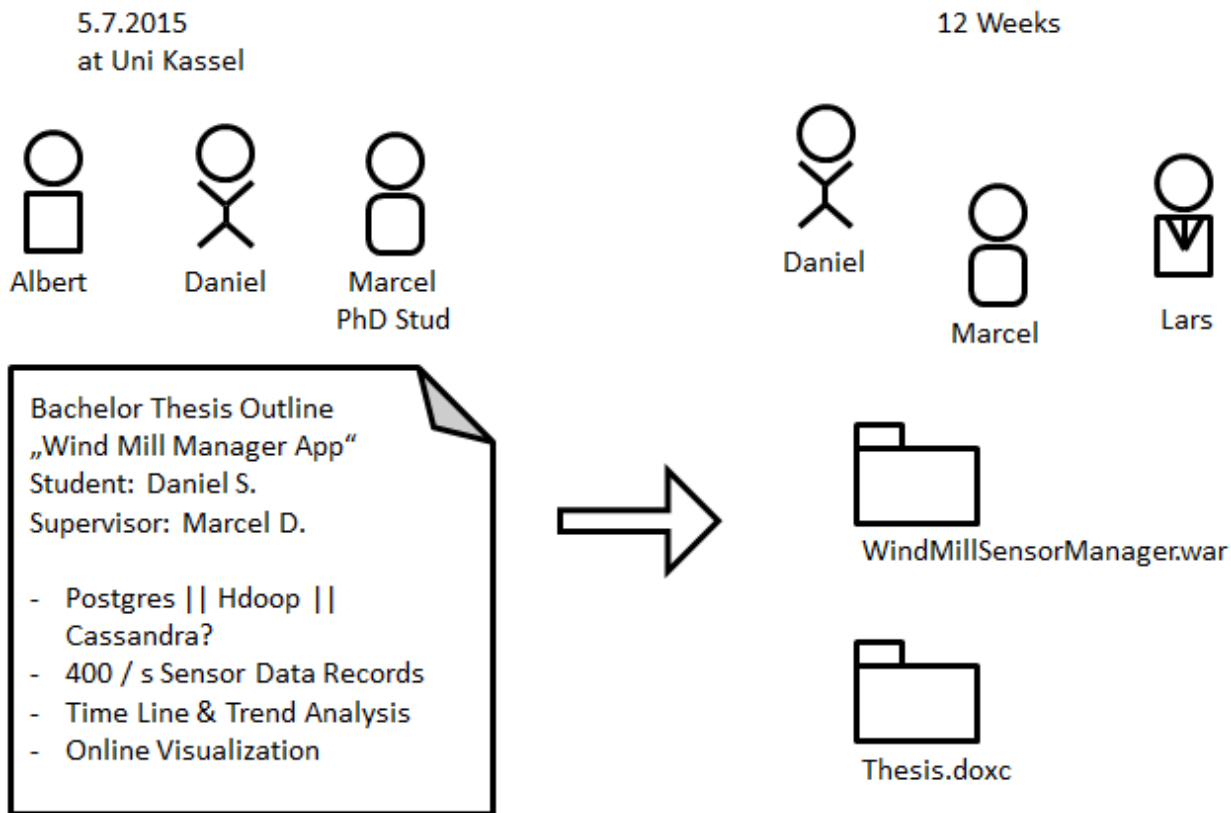 5.7.2015
at Uni Kassel
12 Weeks
Albert
Daniel
Marcel
PhD Stud
Daniel
Marcel
Lars
Bachelor Thesis Outline
„Wind Mill Manager App“
Student: Daniel S.
Supervisor: Marcel D.
- Postgres || Hdoop ||
Cassandra?
- 400 / s Sensor Data Records
- Time Line & Trend Analysis
- Online Visualization
WindMillSensorManager.war
Thesis.doxc